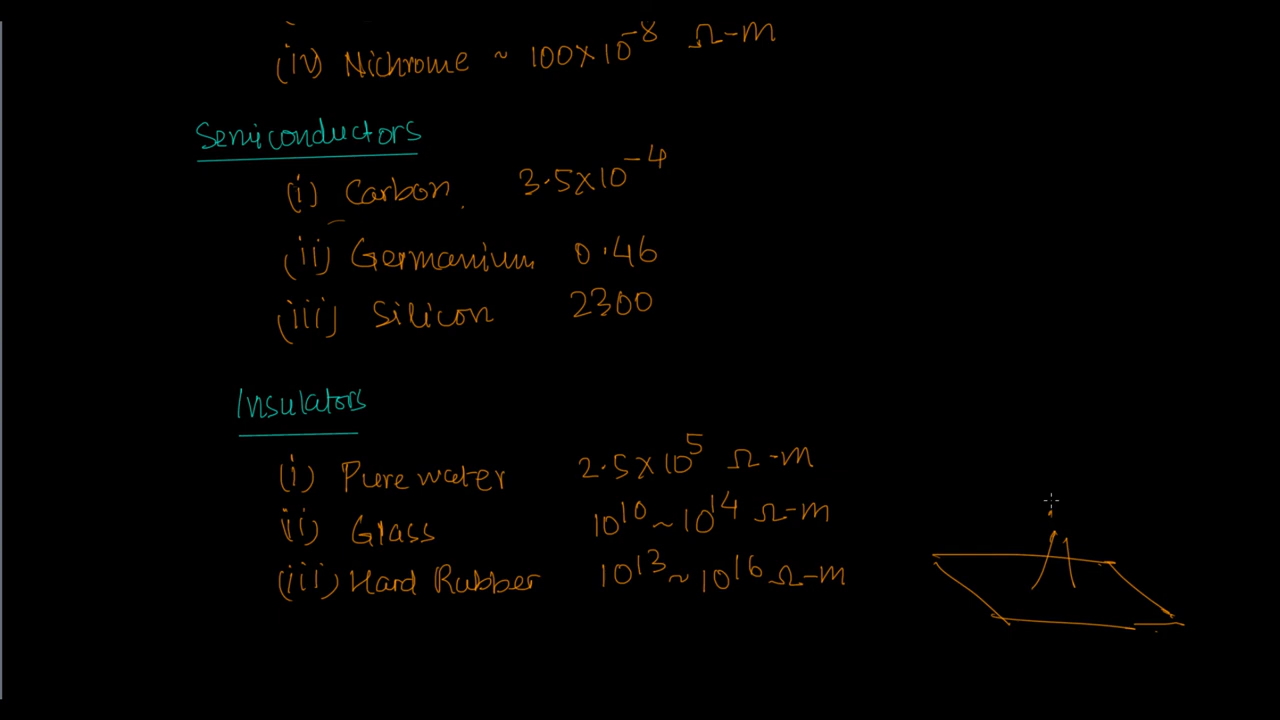 (iv) Nichrome ~ 100×10⁻⁸ Ω-m
Semiconductors
(i) Carbon 3.5×10⁻⁴
(ii) Germanium 0.46
(iii) Silicon 2300
Insulators
(i) Pure water 2.5×10⁵ Ω-m
(ii) Glass 10¹⁰~10¹⁴ Ω-m
(iii) Hard Rubber 10¹³~10¹⁶ Ω-m